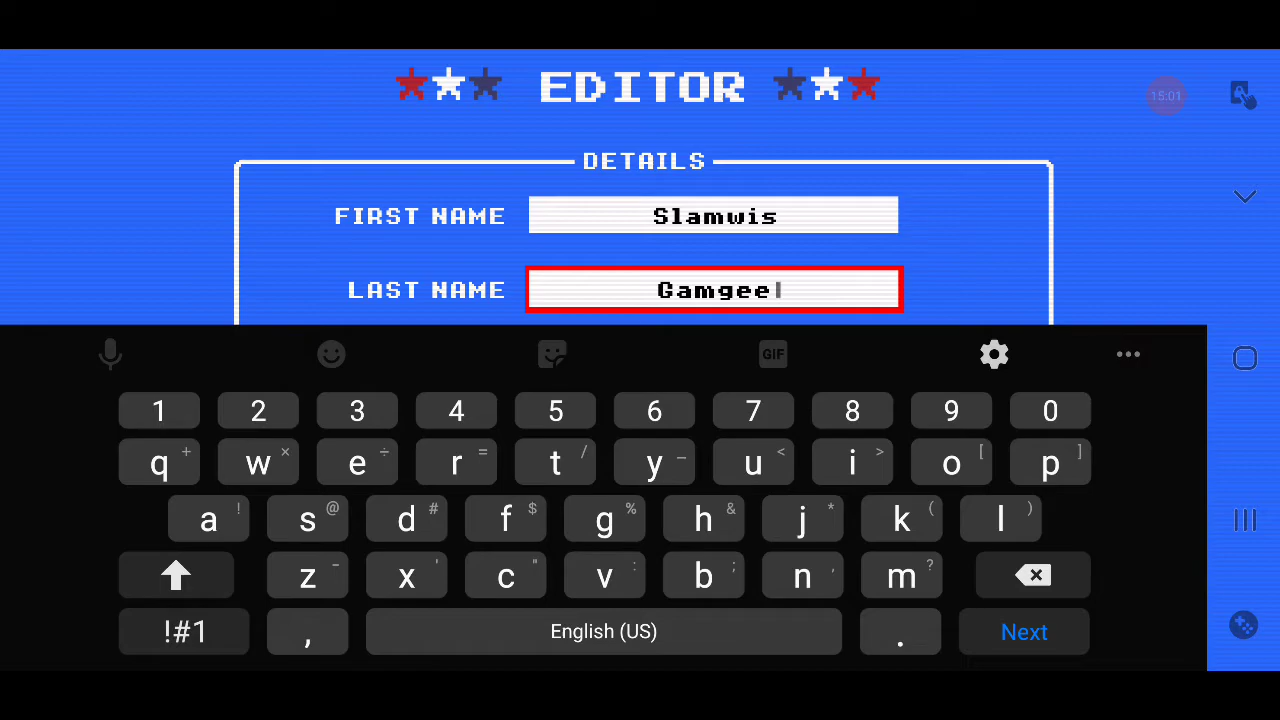 EDITOR
15:01
DETAILS
FIRST NAME Slamwis
LAST NAME Gamgee
GIF
1 2 3 4 5 6 7 8 9 0
q + w × e ÷ r = t / y _ u < i > o [ p ]
a ! s @ d # f $ g % h & j * k ( l )
z - x ' c " v : b ; n , m ?
!#1 , English (US) . Next